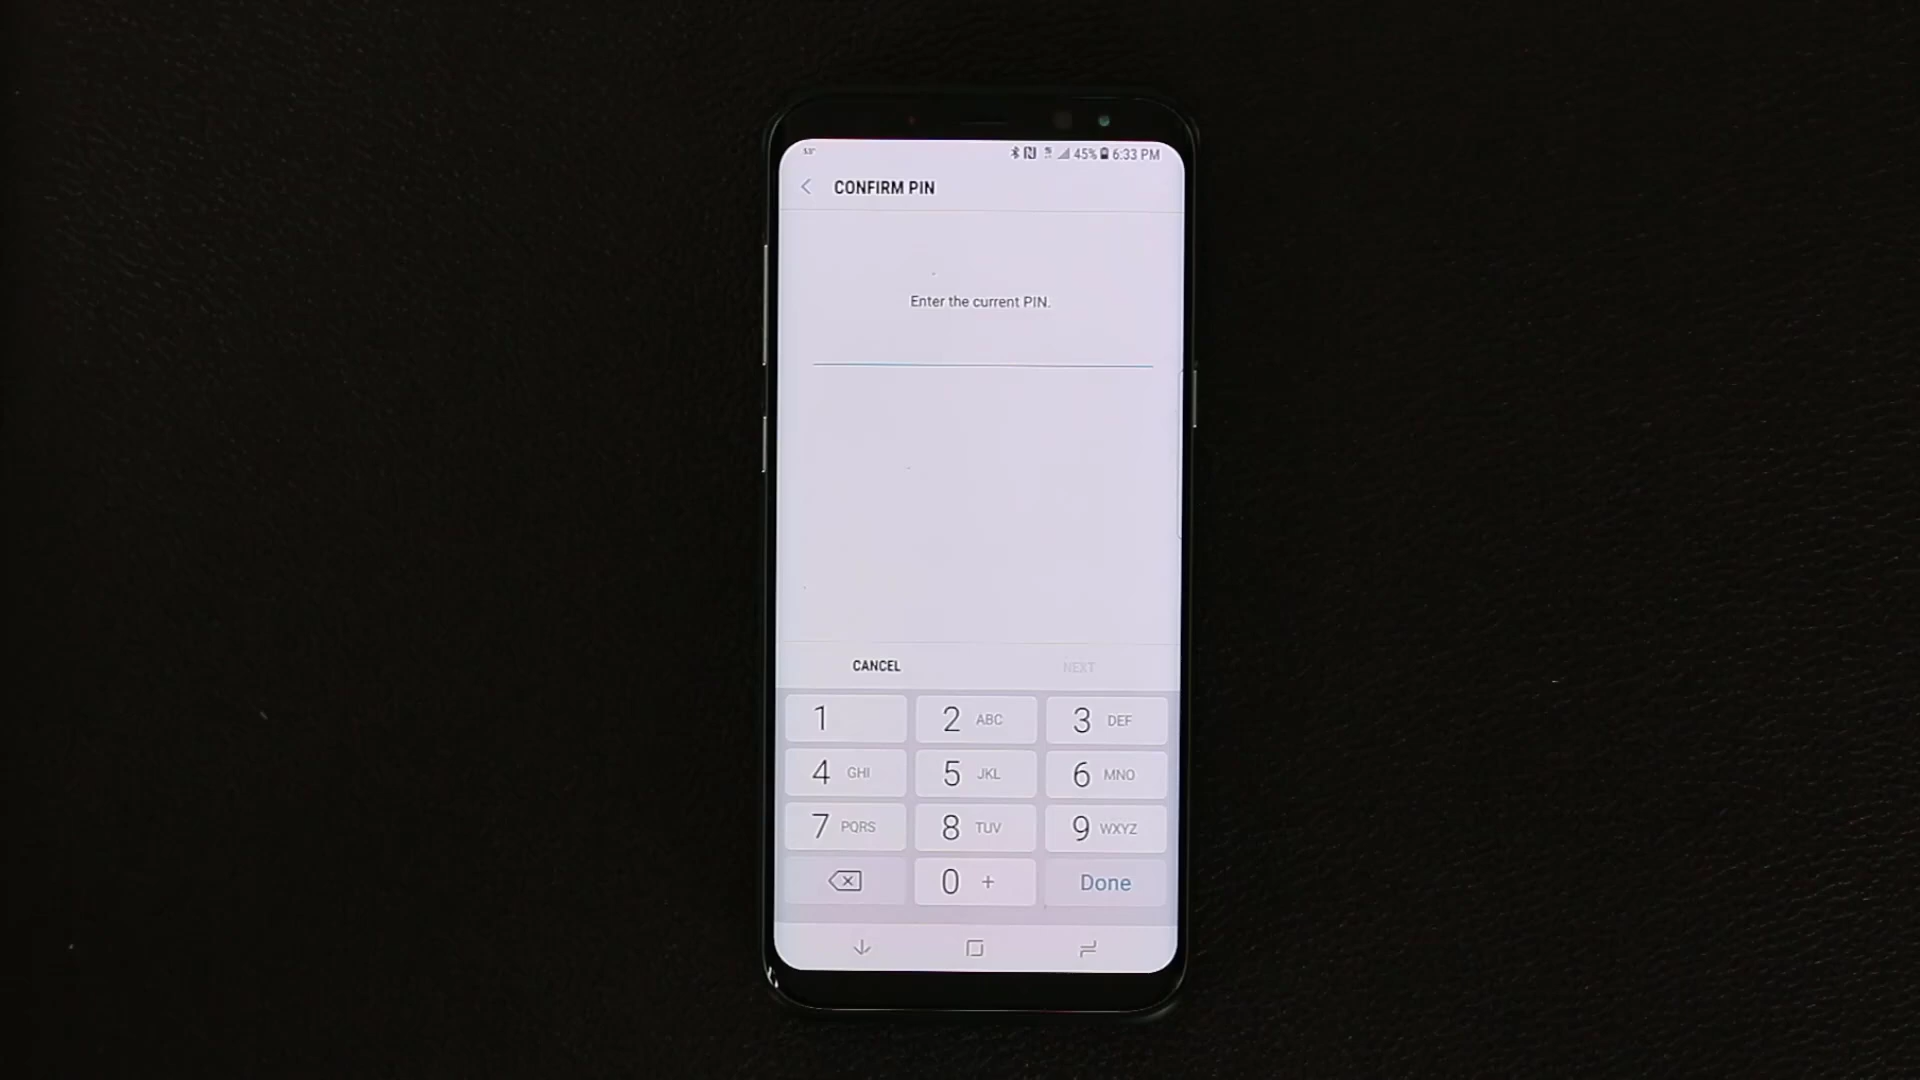 53°
45% 6:33 PM
CONFIRM PIN
Enter the current PIN.
CANCEL NEXT
1 2 ABC 3 DEF
4 GHI 5 JKL 6 MNO
7 PQRS 8 TUV 9 WXYZ
0 + Done